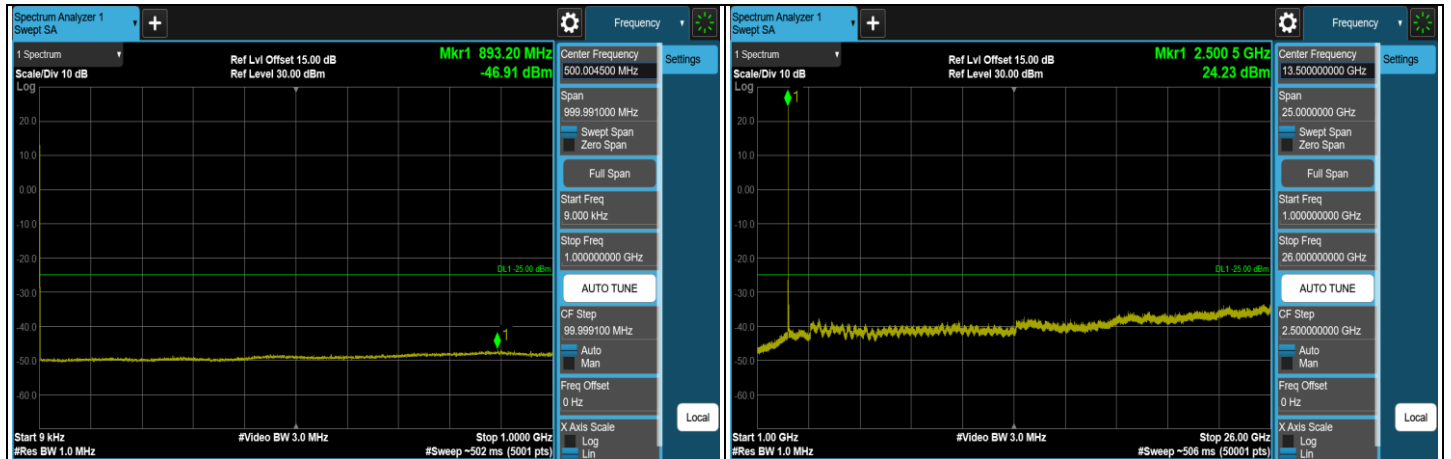 Spectrum Analyzer 1
Swept SA
+
Frequency
1 Spectrum
Ref Lvl Offset 15.00 dB
Mkr1 893.20 MHz
Scale/Div 10 dB
Ref Level 30.00 dBm
-46.91 dBm
Log
20.0
10.0
0.00
-10.0
-20.0
-30.0
-40.0
-50.0
-60.0
DL1 -25.00 dBm
1
Start 9 kHz
#Video BW 3.0 MHz
Stop 1.0000 GHz
#Res BW 1.0 MHz
#Sweep ~502 ms (5001 pts)
Center Frequency
500.004500 MHz
Settings
Span
999.991000 MHz
Swept Span
Zero Span
Full Span
Start Freq
9.000 kHz
Stop Freq
1.000000000 GHz
AUTO TUNE
CF Step
99.999100 MHz
Auto
Man
Freq Offset
0 Hz
Local
X Axis Scale
Log
Lin
Spectrum Analyzer 1
Swept SA
+
Frequency
1 Spectrum
Ref Lvl Offset 15.00 dB
Mkr1 2.500 5 GHz
Scale/Div 10 dB
Ref Level 30.00 dBm
24.23 dBm
Log
1
20.0
10.0
0.00
-10.0
-20.0
-30.0
-40.0
-50.0
-60.0
DL1 -25.00 dBm
Start 1.00 GHz
#Video BW 3.0 MHz
Stop 26.00 GHz
#Res BW 1.0 MHz
#Sweep ~506 ms (50001 pts)
Center Frequency
13.500000000 GHz
Settings
Span
25.0000000 GHz
Swept Span
Zero Span
Full Span
Start Freq
1.000000000 GHz
Stop Freq
26.000000000 GHz
AUTO TUNE
CF Step
2.500000000 GHz
Auto
Man
Freq Offset
0 Hz
Local
X Axis Scale
Log
Lin